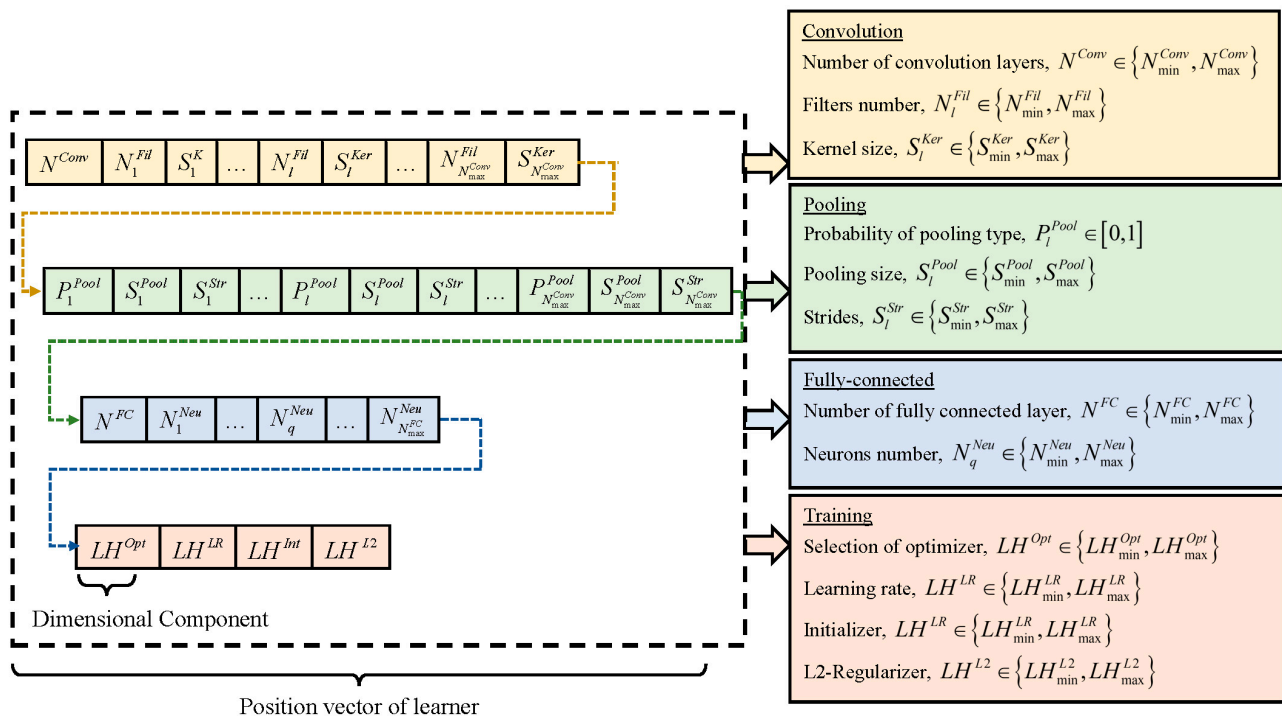 Convolution
Number of convolution layers, N^{Conv} ∈ {N_{min}^{Conv}, N_{max}^{Conv}}
Filters number, N_l^{Fil} ∈ {N_{min}^{Fil}, N_{max}^{Fil}}
Kernel size, S_l^{Ker} ∈ {S_{min}^{Ker}, S_{max}^{Ker}}
N^{Conv} N_1^{Fil} S_1^{K} ... N_l^{Fil} S_l^{Ker} ... N_{N_{max}^{Conv}}^{Fil} S_{N_{max}^{Conv}}^{Ker}
Pooling
Probability of pooling type, P_l^{Pool} ∈ [0,1]
Pooling size, S_l^{Pool} ∈ {S_{min}^{Pool}, S_{max}^{Pool}}
Strides, S_l^{Str} ∈ {S_{min}^{Str}, S_{max}^{Str}}
P_1^{Pool} S_1^{Pool} S_1^{Str} ... P_l^{Pool} S_l^{Pool} S_l^{Str} ... P_{N_{max}^{Conv}}^{Pool} S_{N_{max}^{Conv}}^{Pool} S_{N_{max}^{Conv}}^{Str}
Fully-connected
Number of fully connected layer, N^{FC} ∈ {N_{min}^{FC}, N_{max}^{FC}}
Neurons number, N_q^{Neu} ∈ {N_{min}^{Neu}, N_{max}^{Neu}}
N^{FC} N_1^{Neu} ... N_q^{Neu} ... N_{N_{max}^{FC}}^{Neu}
Training
Selection of optimizer, LH^{Opt} ∈ {LH_{min}^{Opt}, LH_{max}^{Opt}}
Learning rate, LH^{LR} ∈ {LH_{min}^{LR}, LH_{max}^{LR}}
Initializer, LH^{LR} ∈ {LH_{min}^{LR}, LH_{max}^{LR}}
L2-Regularizer, LH^{L2} ∈ {LH_{min}^{L2}, LH_{max}^{L2}}
LH^{Opt} LH^{LR} LH^{Int} LH^{L2}
Dimensional Component
Position vector of learner